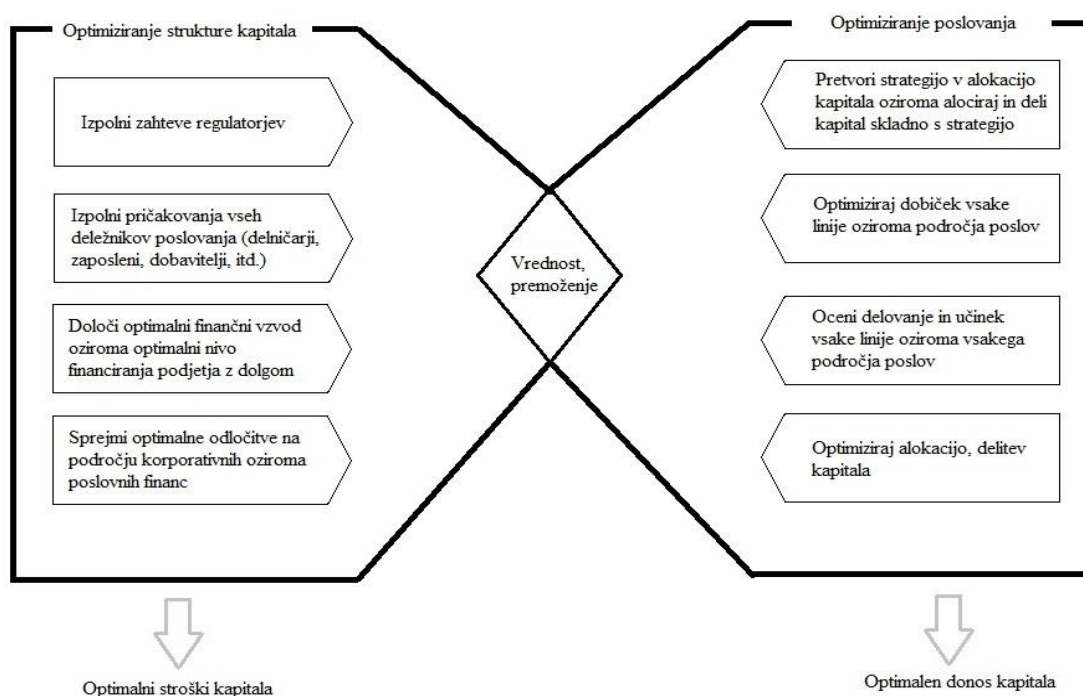 Optimiziranje strukture kapitala
Izpolni zahteve regulatorjev
Izpolni pričakovanja vseh
deležnikov poslovanja (delničarji,
zaposleni, dobavitelji, itd.)
Določi optimalni finančni vzvod
oziroma optimalni nivo
financiranja podjetja z dolgom
Sprejmi optimalne odločitve na
področju korporativnih oziroma
poslovnih financ
Optimalni stroški kapitala
Vrednost,
premoženje
Optimiziranje poslovanja
Pretvori strategijo v alokacijo
kapitala oziroma alociraj in deli
kapital skladno s strategijo
Optimiziraj dobiček vsake
linije oziroma področja poslov
Oceni delovanje in učinek
vsake linije oziroma vsakega
področja poslov
Optimiziraj alokacijo, delitev
kapitala
Optimalen donos kapitala